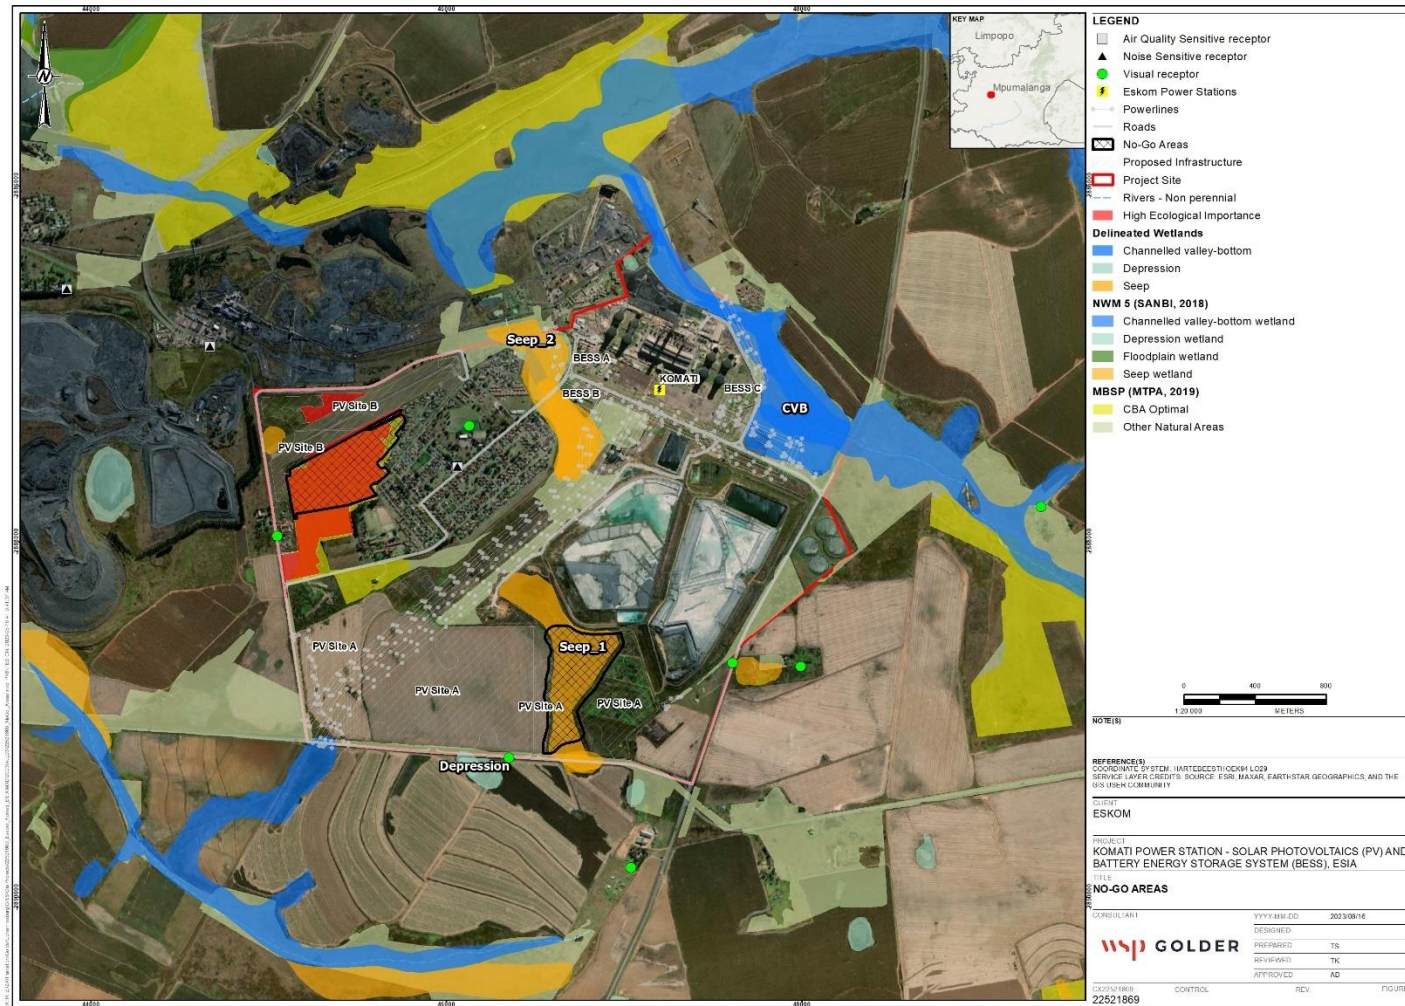 44000
46000
48000
KEY MAP
Limpopo
Mpumalanga
N
Seep_2
BESS A
BESS B
KOMATI
BESS C
CVB
PV Site B
PV Site B
PV Site A
Seep_1
PV Site A
PV Site A
PV Site A
Depression
44000
46000
48000
LEGEND
Air Quality Sensitive receptor
Noise Sensitive receptor
Visual receptor
Eskom Power Stations
Powerlines
Roads
No-Go Areas
Proposed Infrastructure
Project Site
Rivers - Non perennial
High Ecological Importance
Delineated Wetlands
Channelled valley-bottom
Depression
Seep
NWM 5 (SANBI, 2018)
Channelled valley-bottom wetland
Depression wetland
Floodplain wetland
Seep wetland
MBSP (MTPA, 2019)
CBA Optimal
Other Natural Areas
0 400 800
1:20 000 METERS
NOTE(S)
REFERENCE(S)
COORDINATE SYSTEM: HARTEBEESTHOEK94 LO29
SERVICE LAYER CREDITS: SOURCE: ESRI, MAXAR, EARTHSTAR GEOGRAPHICS, AND THE
GIS USER COMMUNITY
CLIENT
ESKOM
PROJECT
KOMATI POWER STATION - SOLAR PHOTOVOLTAICS (PV) AND
BATTERY ENERGY STORAGE SYSTEM (BESS), ESIA
TITLE
NO-GO AREAS
CONSULTANT
YYYY-MM-DD 2023/08/16
DESIGNED
PREPARED TS
REVIEWED TK
APPROVED AD
wsp GOLDER
CONTROL REV. FIGURE
22521869